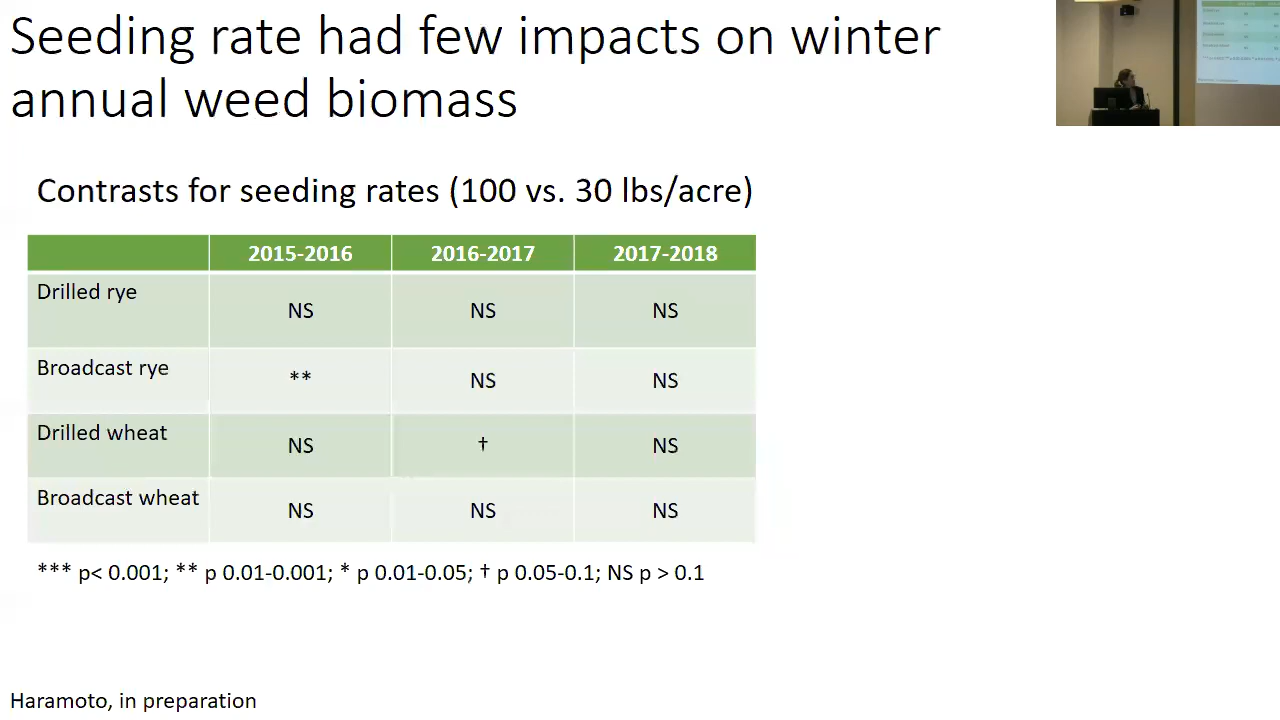 Seeding rate had few impacts on winter
annual weed biomass
Contrasts for seeding rates (100 vs. 30 lbs/acre)
2015-2016 2016-2017 2017-2018
Drilled rye NS NS NS
Broadcast rye ** NS NS
Drilled wheat NS † NS
Broadcast wheat NS NS NS
*** p< 0.001; ** p 0.01-0.001; * p 0.01-0.05; † p 0.05-0.1; NS p > 0.1
Haramoto, in preparation